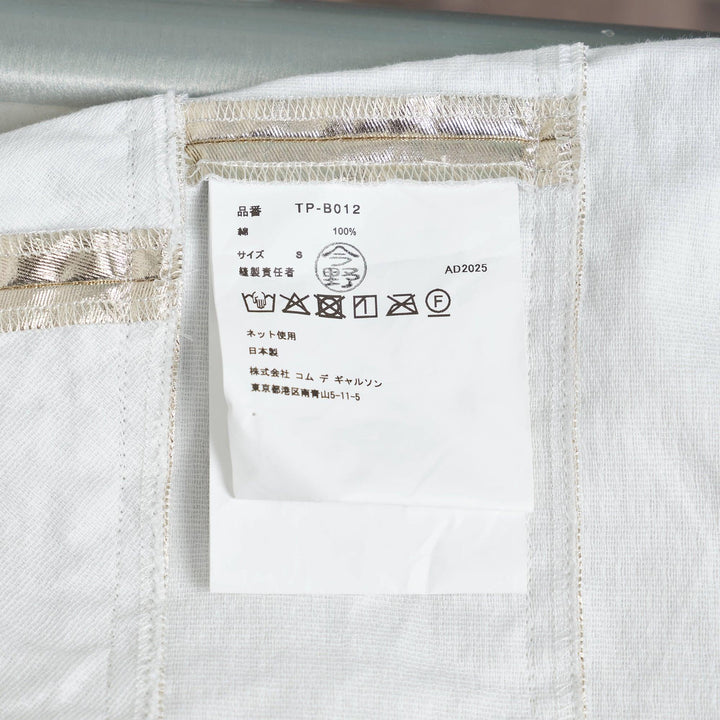 品番 TP-B012
綿 100%
サイズ S
縫製責任者 今野 AD2025
F
ネット使用
日本製
株式会社 コム デ ギャルソン
東京都港区南青山5-11-5